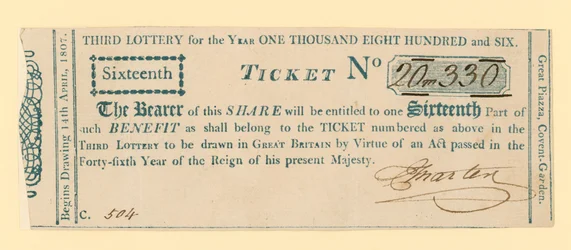 THIRD LOTTERY for the YEAR ONE THOUSAND EIGHT HUNDRED and SIX.
Begins Drawing 14th APRIL, 1807.
Sixteenth
TICKET No 20m330
The Bearer of this SHARE will be entitled to one Sixteenth Part of
such BENEFIT as shall belong to the TICKET numbered as above in the
THIRD LOTTERY to be drawn in GREAT BRITAIN by Virtue of an Act passed in the
Forty-sixth Year of the Reign of his present Majesty.
C. 504
Great Piazza, Covent-Garden.